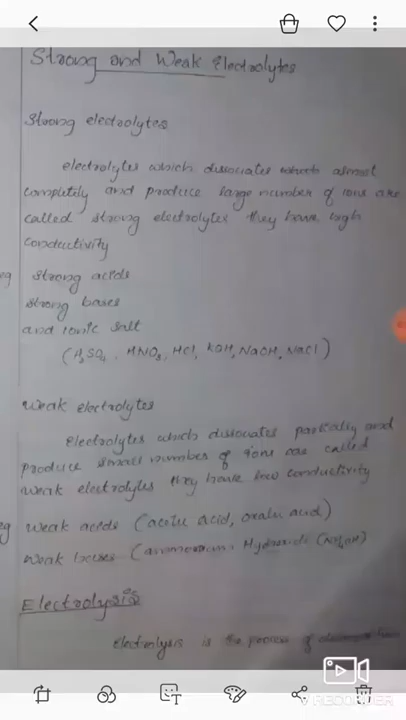 Strong and Weak Electrolytes
Strong electrolytes
electrolytes which dissociates almost
completely and produce large number of ions are
called strong electrolytes they have high
conductivity
eg strong acids
strong bases
and ionic salt
(H₂SO₄, HNO₃, HCl, KOH, NaOH, NaCl)
Weak electrolytes
Electrolytes which dissociates partially and
produce small number of ions are called
weak electrolytes they have low conductivity
eg weak acids (acetic acid, oxalic acid)
weak bases (ammonium Hydroxide (NH₄OH)
Electrolysis
Electrolysis is the process of
RECORDER